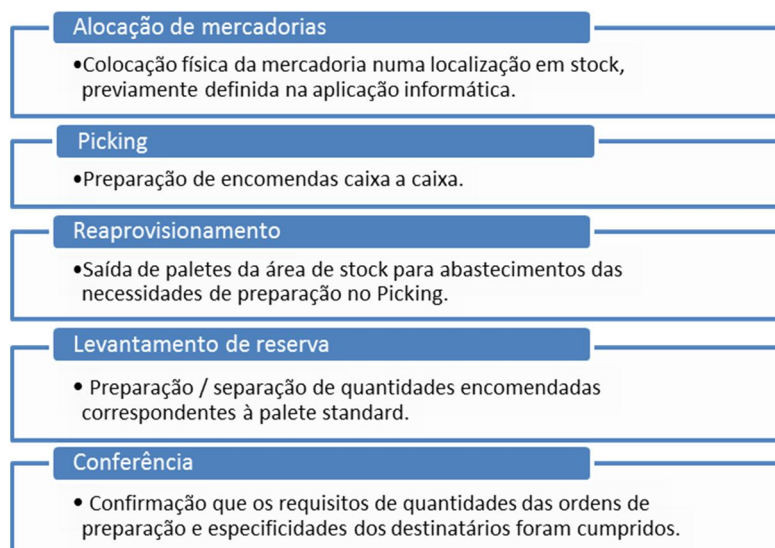 Alocação de mercadorias
•Colocação física da mercadoria numa localização em stock,
previamente definida na aplicação informática.
Picking
•Preparação de encomendas caixa a caixa.
Reaprovisionamento
•Saída de paletes da área de stock para abastecimentos das
necessidades de preparação no Picking.
Levantamento de reserva
• Preparação / separação de quantidades encomendadas
correspondentes à palete standard.
Conferência
• Confirmação que os requisitos de quantidades das ordens de
preparação e especificidades dos destinatários foram cumpridos.